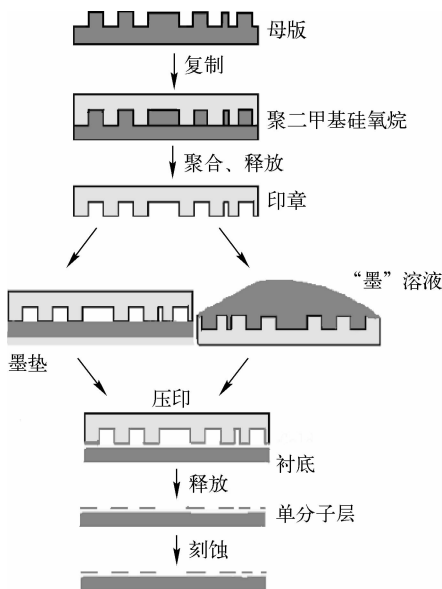 母版
复制
聚二甲基硅氧烷
聚合、释放
印章
“墨”溶液
墨垫
压印
衬底
释放
单分子层
刻蚀